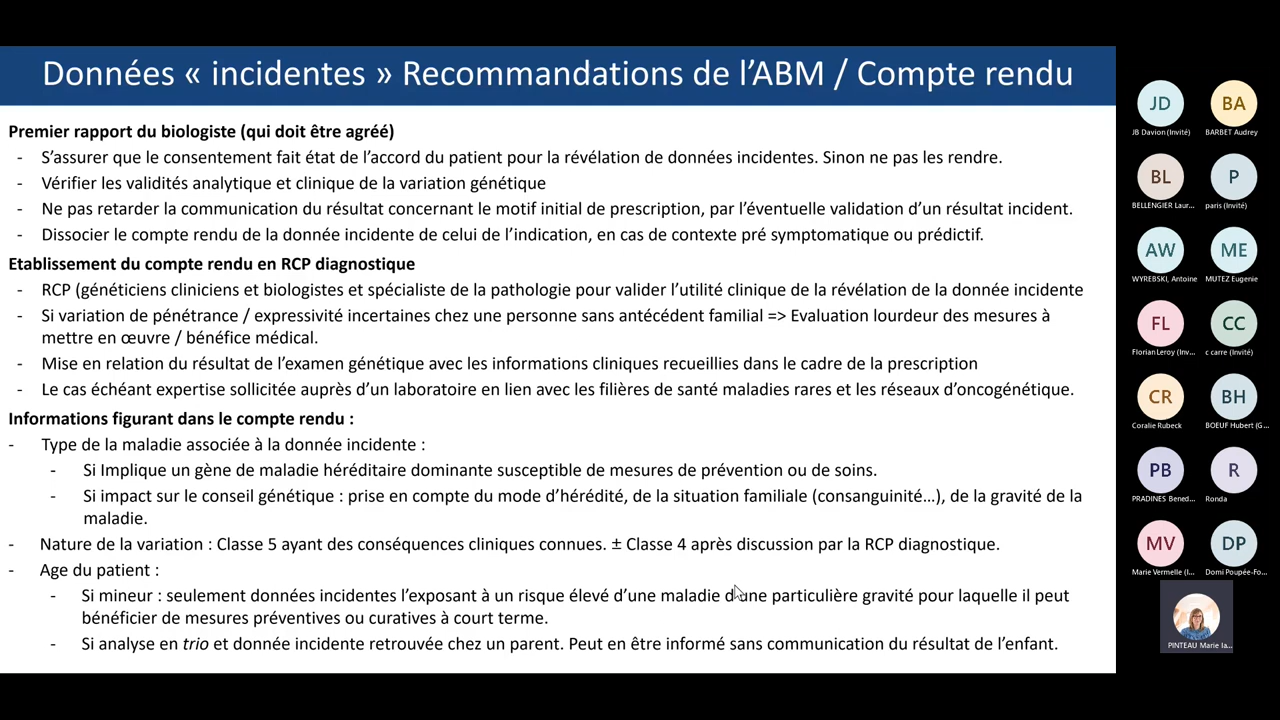 Données « incidentes » Recommandations de l'ABM / Compte rendu
Premier rapport du biologiste (qui doit être agréé)
- S'assurer que le consentement fait état de l'accord du patient pour la révélation de données incidentes. Sinon ne pas les rendre.
- Vérifier les validités analytique et clinique de la variation génétique
- Ne pas retarder la communication du résultat concernant le motif initial de prescription, par l'éventuelle validation d'un résultat incident.
- Dissocier le compte rendu de la donnée incidente de celui de l'indication, en cas de contexte pré symptomatique ou prédictif.
Etablissement du compte rendu en RCP diagnostique
- RCP (généticiens cliniciens et biologistes et spécialiste de la pathologie pour valider l'utilité clinique de la révélation de la donnée incidente
- Si variation de pénétrance / expressivité incertaines chez une personne sans antécédent familial => Evaluation lourdeur des mesures à
mettre en œuvre / bénéfice médical.
- Mise en relation du résultat de l'examen génétique avec les informations cliniques recueillies dans le cadre de la prescription
- Le cas échéant expertise sollicitée auprès d'un laboratoire en lien avec les filières de santé maladies rares et les réseaux d'oncogénétique.
Informations figurant dans le compte rendu :
- Type de la maladie associée à la donnée incidente :
- Si Implique un gène de maladie héréditaire dominante susceptible de mesures de prévention ou de soins.
- Si impact sur le conseil génétique : prise en compte du mode d'hérédité, de la situation familiale (consanguinité…), de la gravité de la
maladie.
- Nature de la variation : Classe 5 ayant des conséquences cliniques connues. ± Classe 4 après discussion par la RCP diagnostique.
- Age du patient :
- Si mineur : seulement données incidentes l'exposant à un risque élevé d'une maladie d'une particulière gravité pour laquelle il peut
bénéficier de mesures préventives ou curatives à court terme.
- Si analyse en trio et donnée incidente retrouvée chez un parent. Peut en être informé sans communication du résultat de l'enfant.
JD
BA
JB Davion (Invité)
BARBET Audrey
BL
P
BELLENGIER Laur...
paris (Invité)
AW
ME
WYREBSKI, Antoine
MUTEZ Eugenie
FL
CC
Florian Leroy (Inv...
c carre (Invité)
CR
BH
Coralie Rubeck
BOEUF Hubert (G...
PB
R
PRADINES Bened...
Ronda
MV
DP
Marie Vermelle (I...
Domi Poupée-Fo...
PINTEAU Marie Ia...